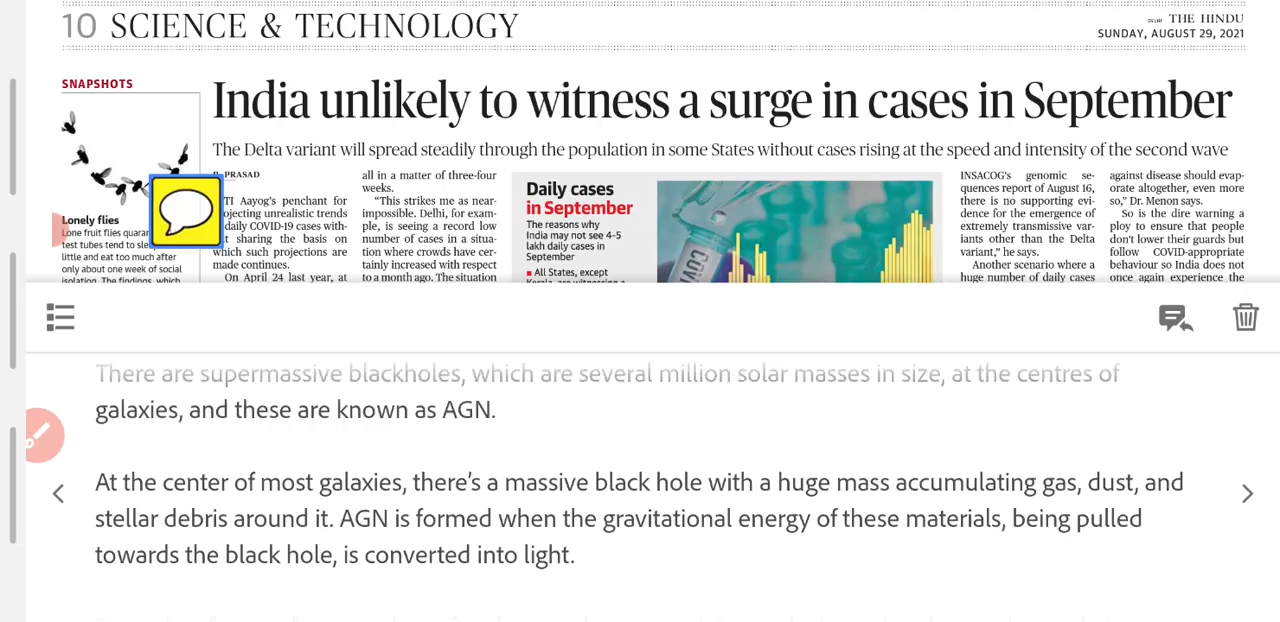 10 SCIENCE & TECHNOLOGY
DELHI THE HINDU
SUNDAY, AUGUST 29, 2021
SNAPSHOTS
India unlikely to witness a surge in cases in September
The Delta variant will spread steadily through the population in some States without cases rising at the speed and intensity of the second wave
Lonely flies
Lone fruit flies
test tubes tend to
little and eat too much after
only about one week of social
isolation. The findings, which
PRASAD
Aayog's penchant for
unrealistic trends
daily COVID-19 cases with-
sharing the basis on
which such projections are
made continues.
On April 24 last year, at
all in a matter of three-four
weeks.
"This strikes me as near-
impossible. Delhi, for exam-
ple, is seeing a record low
number of cases in a situa-
tion where crowds have cer-
tainly increased with respect
to a month ago. The situation
Daily cases
in September
The reasons why
India may not see 4-5
lakh daily cases in
September
■ All States, except
COVID
INSACOG's genomic se-
quences report of August 16,
there is no supporting evi-
dence for the emergence of
extremely transmissive var-
iants other than the Delta
variant," he says.
Another scenario where a
huge number of daily cases
against disease should evap-
orate altogether, even more
so," Dr. Menon says.
So is the dire warning a
ploy to ensure that people
don't lower their guards but
follow COVID-appropriate
behaviour so India does not
once again experience the
There are supermassive blackholes, which are several million solar masses in size, at the centres of
galaxies, and these are known as AGN.
At the center of most galaxies, there's a massive black hole with a huge mass accumulating gas, dust, and
stellar debris around it. AGN is formed when the gravitational energy of these materials, being pulled
towards the black hole, is converted into light.